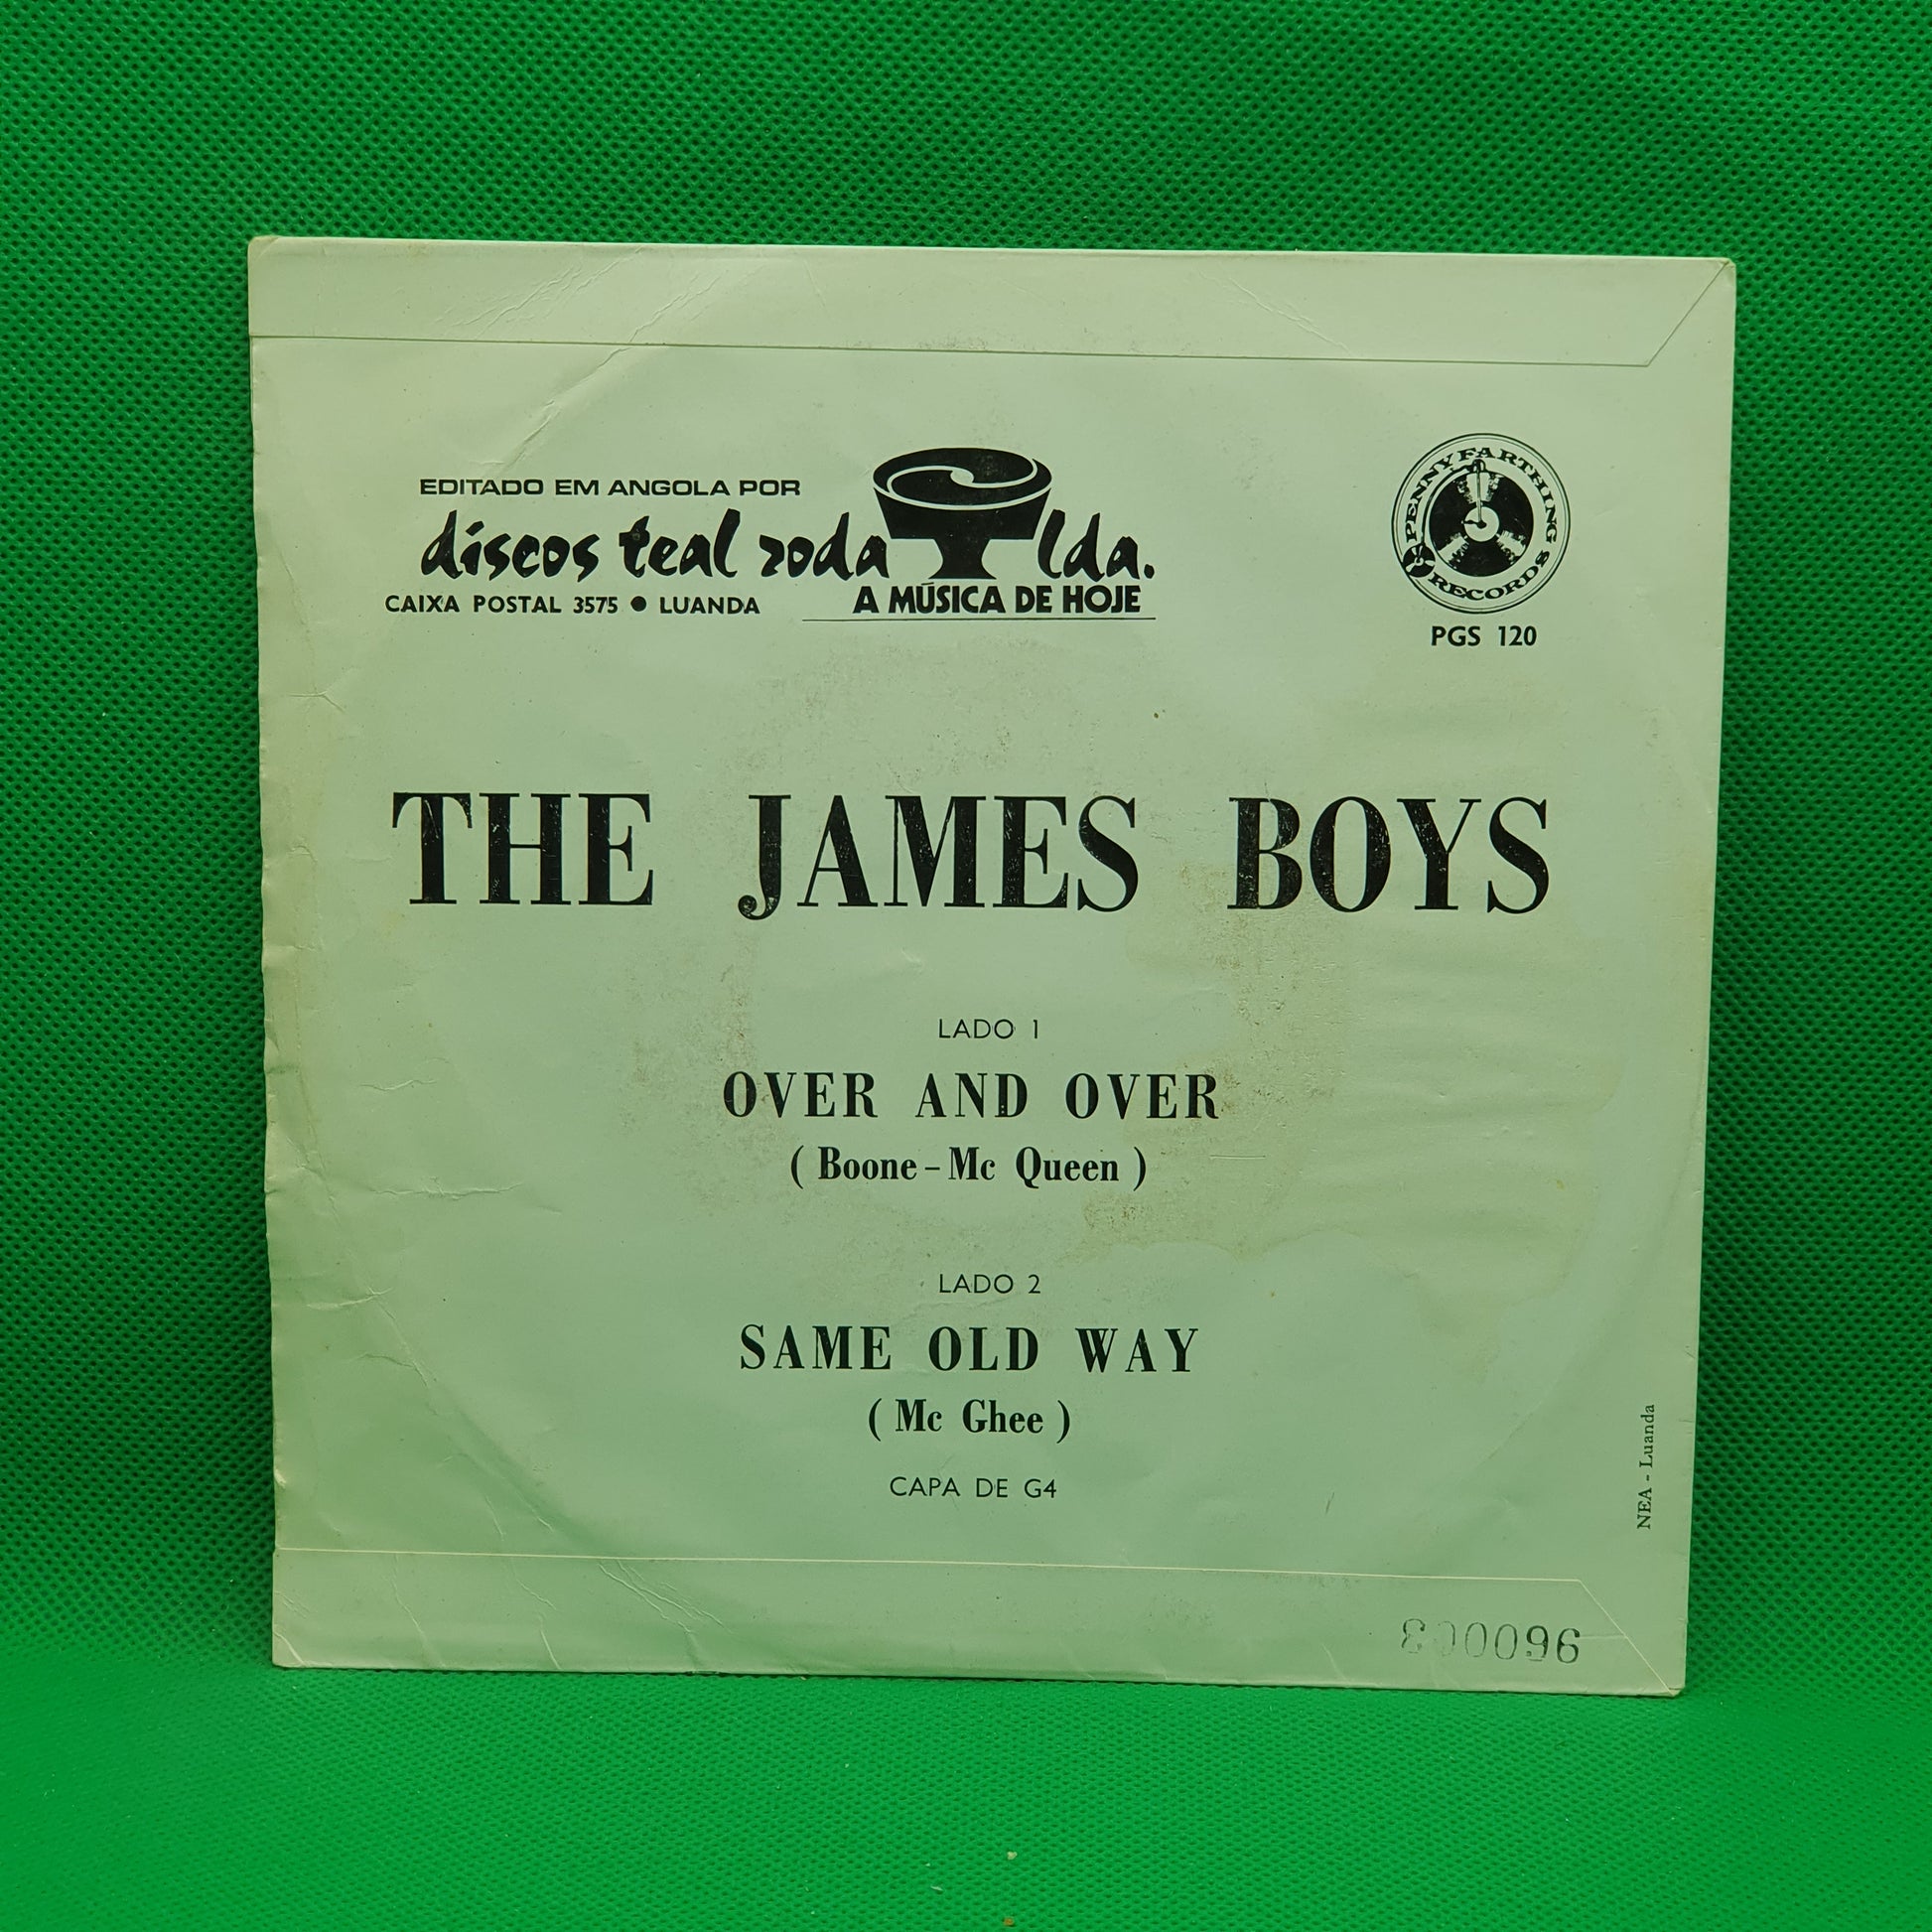 EDITADO EM ANGOLA POR
discos teal roda lda.
CAIXA POSTAL 3575 ● LUANDA
A MÚSICA DE HOJE
PENNY FARTHING RECORDS
PGS 120
THE JAMES BOYS
LADO 1
OVER AND OVER
( Boone - Mc Queen )
LADO 2
SAME OLD WAY
( Mc Ghee )
CAPA DE G4
NEA - Luanda